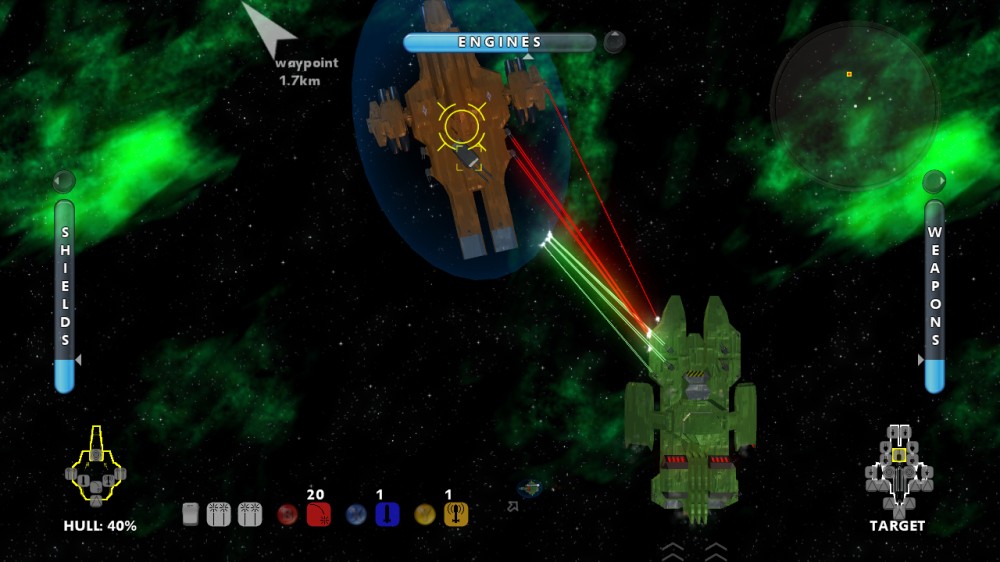 ENGINES
waypoint
1.7km
SHIELDS
WEAPONS
20
1
1
HULL: 40%
TARGET